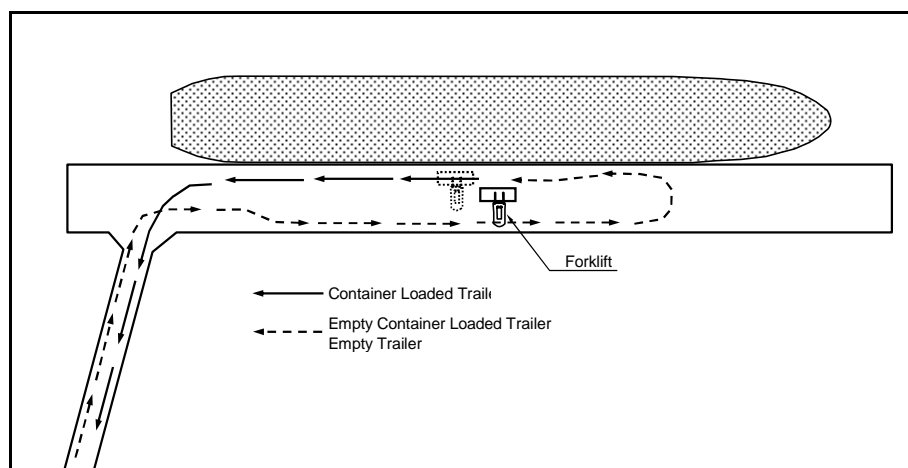 Forklift
Container Loaded Traile
Empty Container Loaded Trailer
Empty Trailer